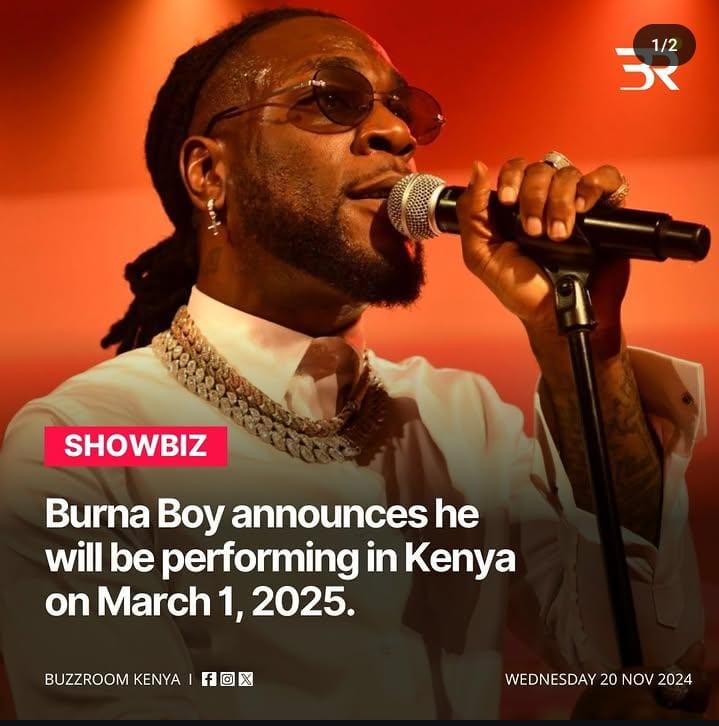 1/2
BR
SHOWBIZ
Burna Boy announces he
will be performing in Kenya
on March 1, 2025.
BUZZROOM KENYA |
WEDNESDAY 20 NOV 2024